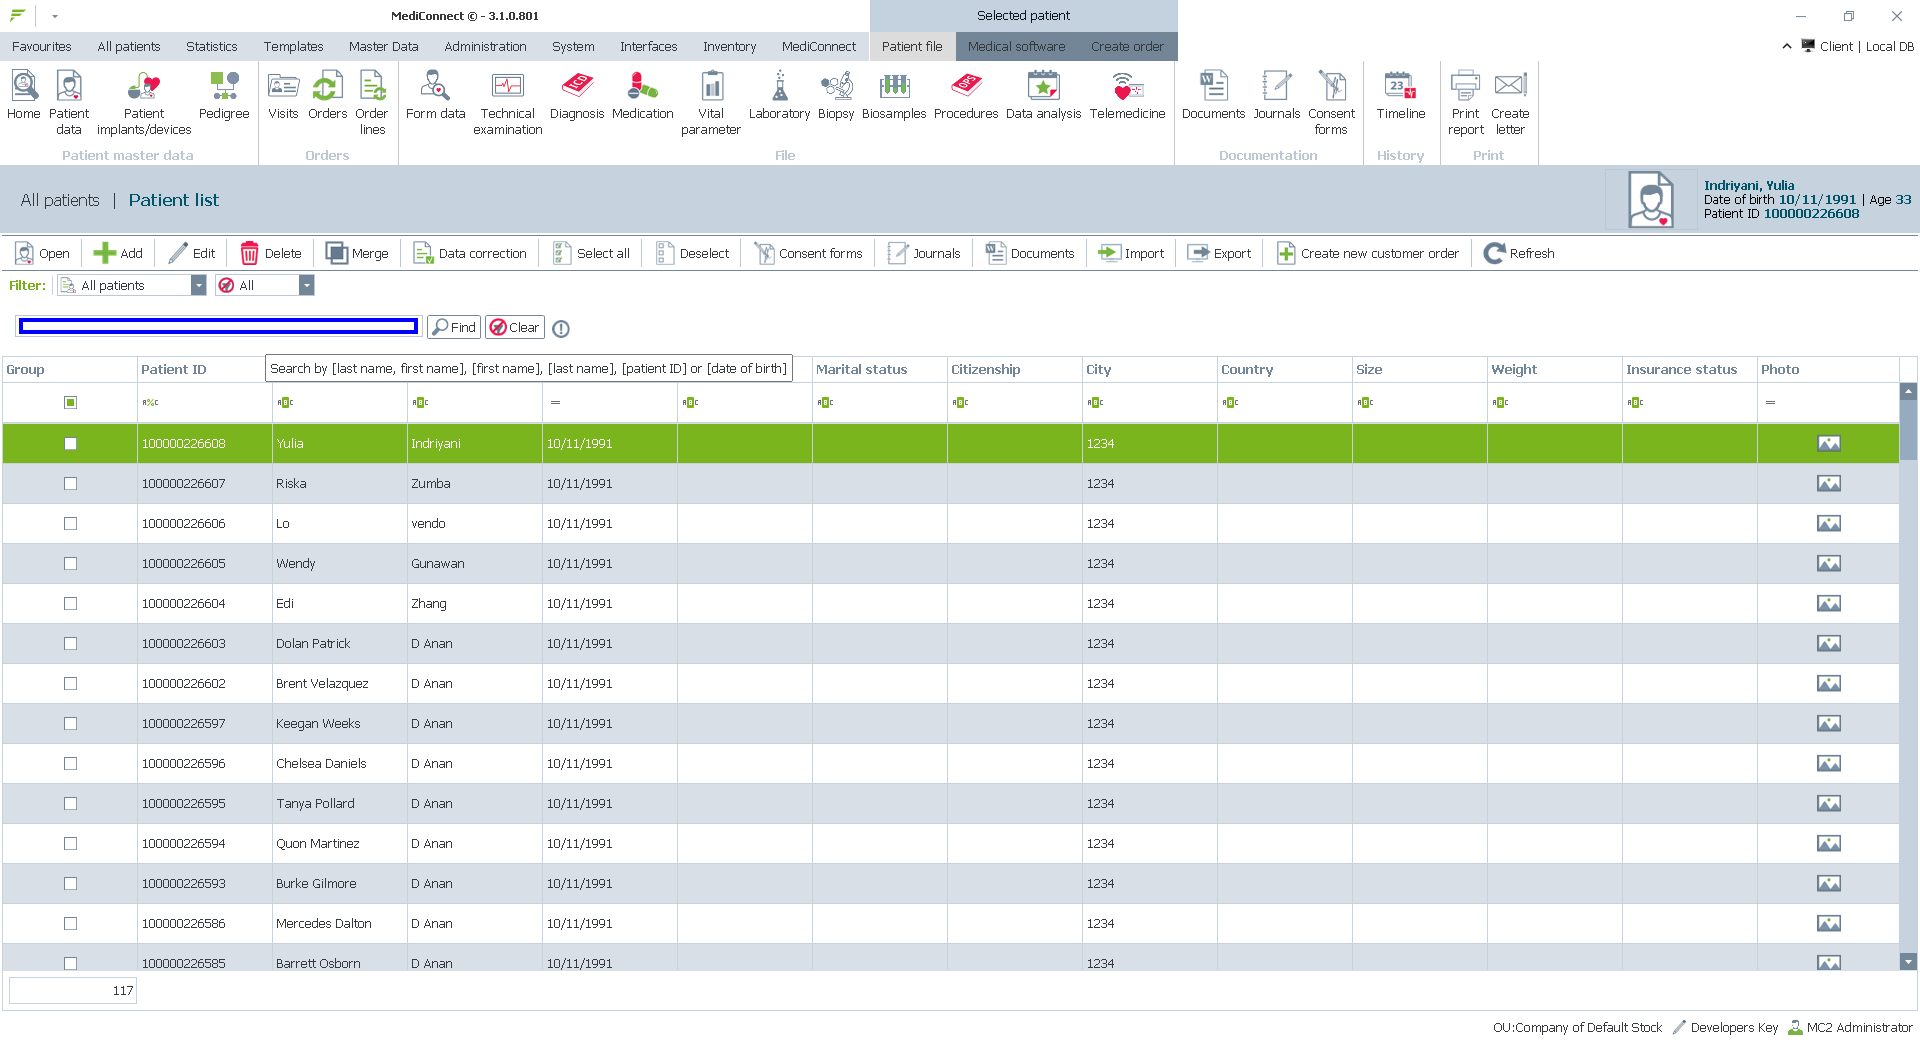 MediConnect © - 3.1.0.801
Selected patient
Favourites All patients Statistics Templates Master Data Administration System Interfaces Inventory MediConnect Patient file Medical software Create order Client | Local DB
Home Patient data Patient implants/devices Pedigree Visits Orders Order lines Form data Technical examination Diagnosis Medication Vital parameter Laboratory Biopsy Biosamples Procedures Data analysis Telemedicine Documents Journals Consent forms Timeline Print report Create letter
Patient master data Orders File Documentation History Print
All patients | Patient list
Indriyani, Yulia
Date of birth 10/11/1991 | Age 33
Patient ID 100000226608
Open Add Edit Delete Merge Data correction Select all Deselect Consent forms Journals Documents Import Export Create new customer order Refresh
Filter: All patients All
Find Clear
Group Patient ID Search by [last name, first name], [first name], [last name], [patient ID] or [date of birth] Marital status Citizenship City Country Size Weight Insurance status Photo
100000226608 Yulia Indriyani 10/11/1991 1234
100000226607 Riska Zumba 10/11/1991 1234
100000226606 Lo vendo 10/11/1991 1234
100000226605 Wendy Gunawan 10/11/1991 1234
100000226604 Edi Zhang 10/11/1991 1234
100000226603 Dolan Patrick D Anan 10/11/1991 1234
100000226602 Brent Velazquez D Anan 10/11/1991 1234
100000226597 Keegan Weeks D Anan 10/11/1991 1234
100000226596 Chelsea Daniels D Anan 10/11/1991 1234
100000226595 Tanya Pollard D Anan 10/11/1991 1234
100000226594 Quon Martinez D Anan 10/11/1991 1234
100000226593 Burke Gilmore D Anan 10/11/1991 1234
100000226586 Mercedes Dalton D Anan 10/11/1991 1234
100000226585 Barrett Osborn D Anan 10/11/1991 1234
117
OU:Company of Default Stock Developers Key MC2 Administrator